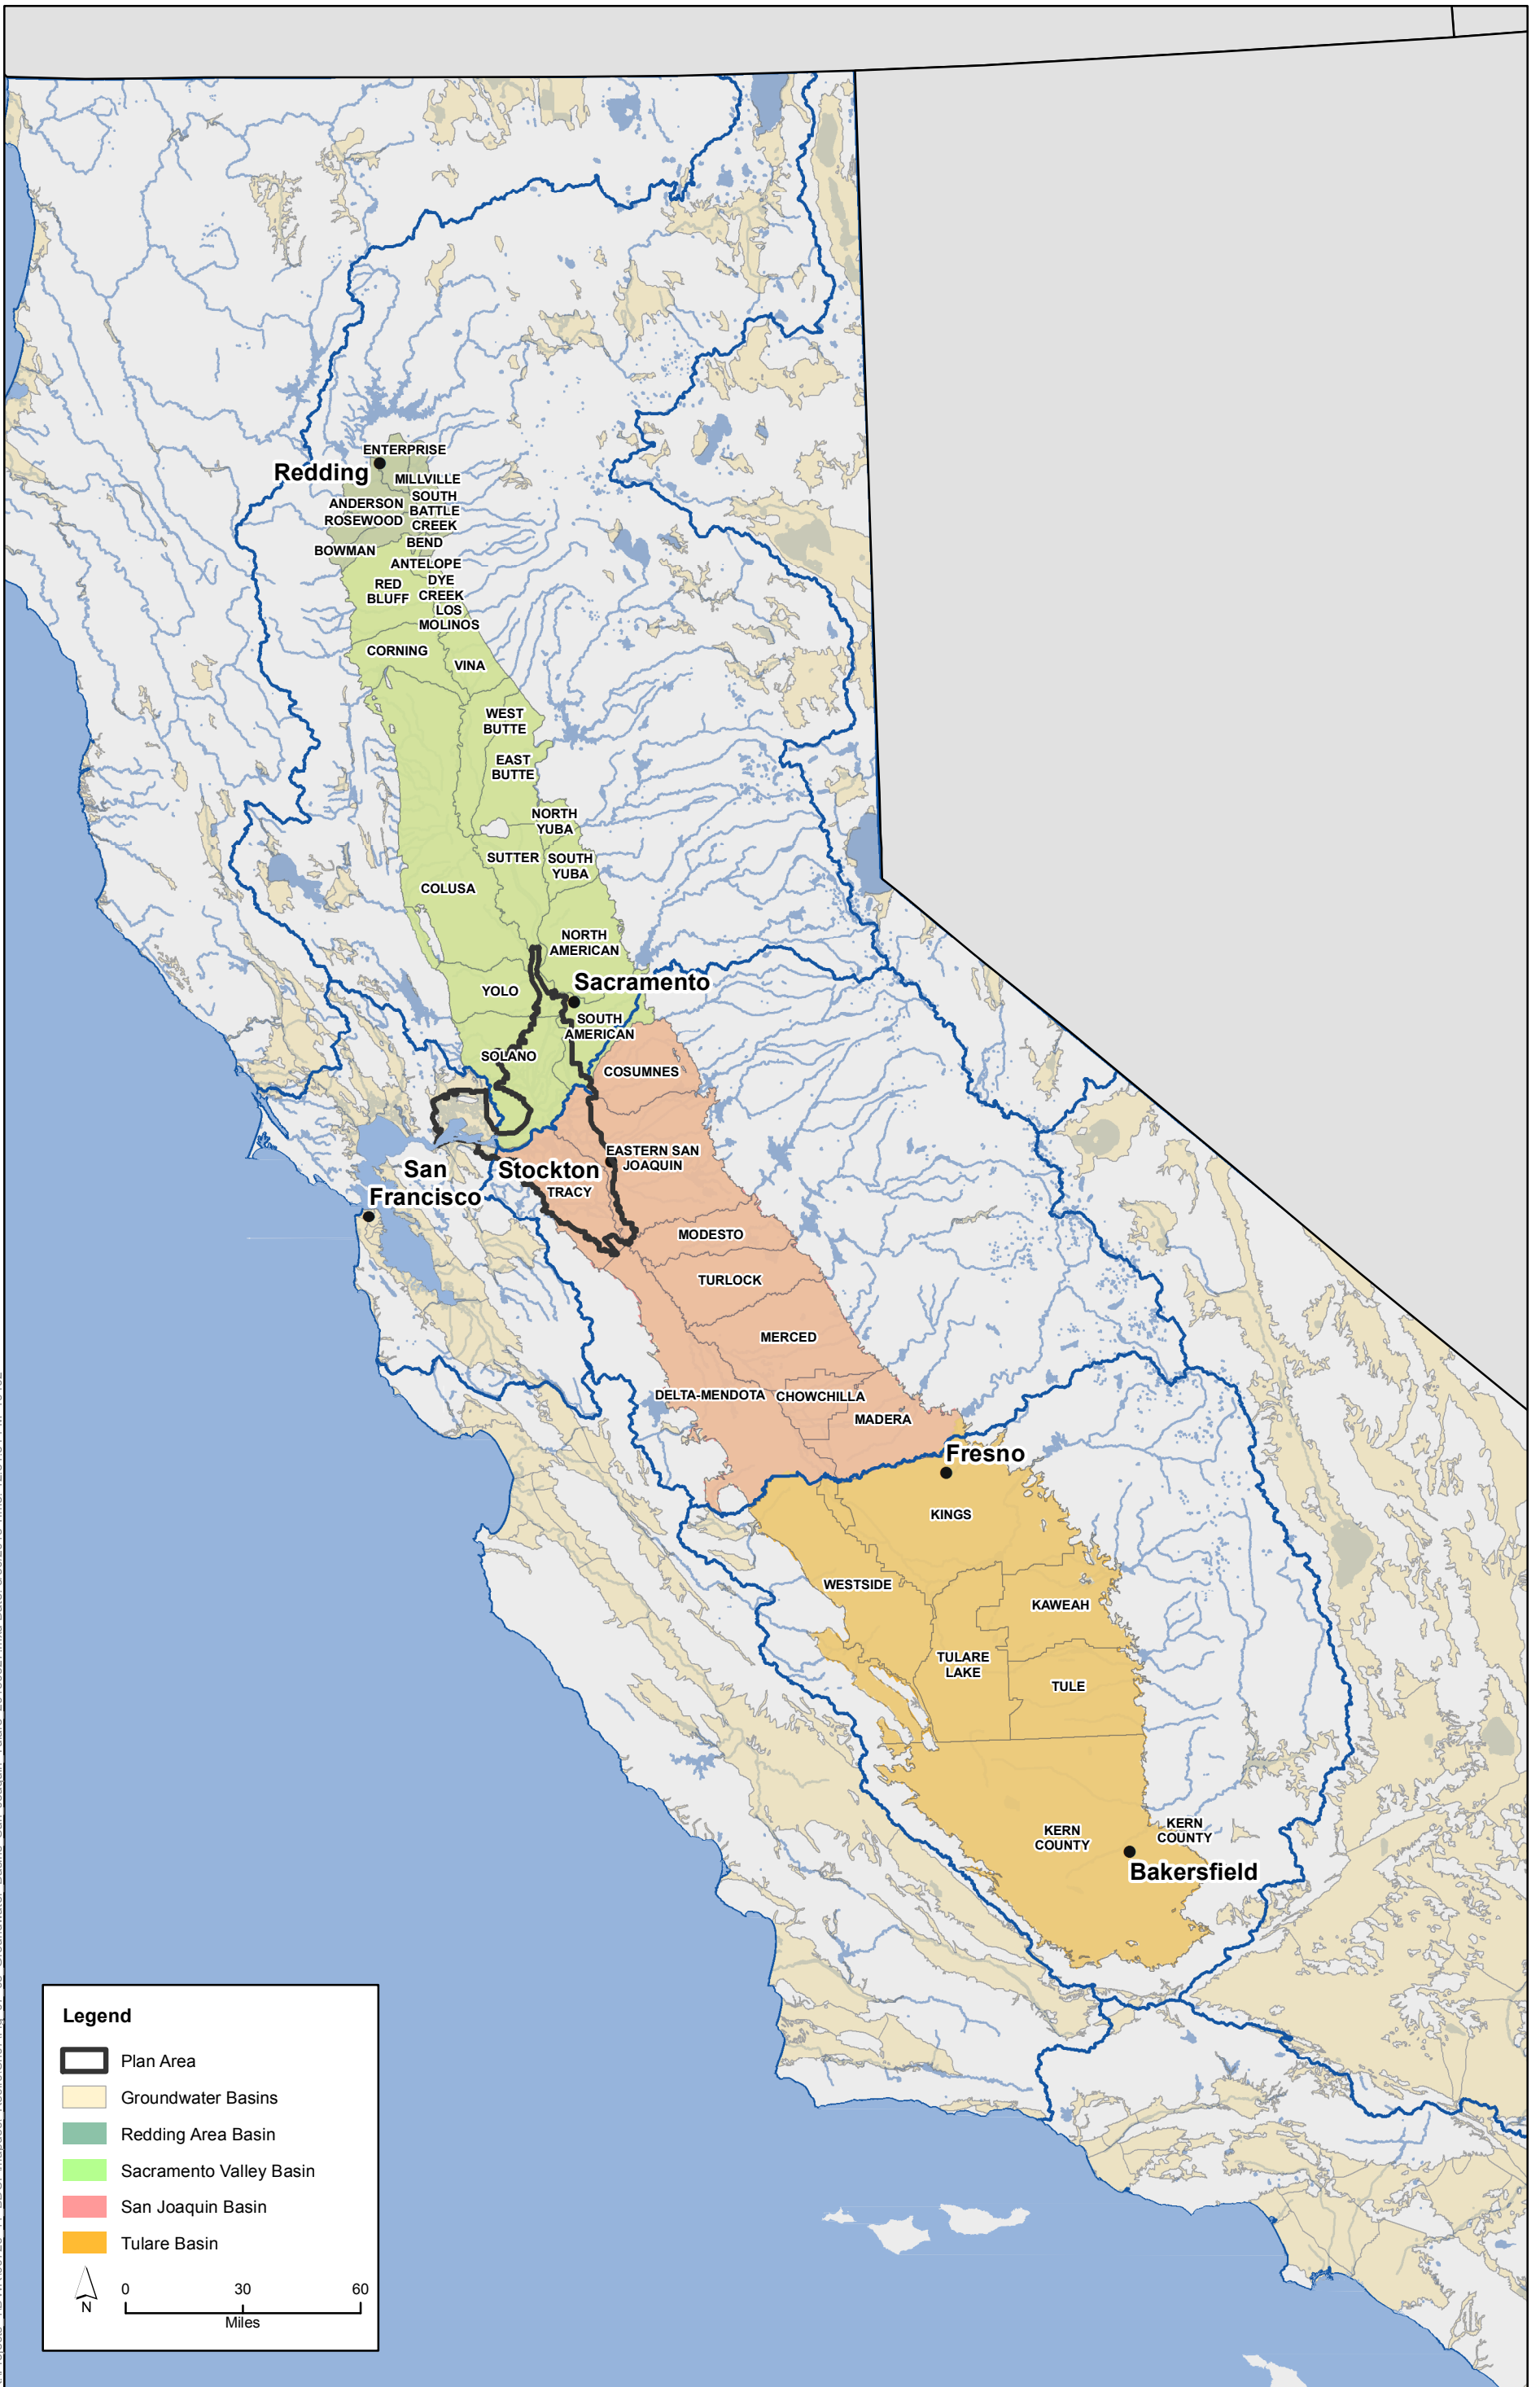 ENTERPRISE
Redding
MILLVILLE
ANDERSON
SOUTH
BATTLE
CREEK
ROSEWOOD
BEND
BOWMAN
ANTELOPE
RED
BLUFF
DYE
CREEK
LOS
MOLINOS
CORNING
VINA
WEST
BUTTE
EAST
BUTTE
NORTH
YUBA
SUTTER
SOUTH
YUBA
COLUSA
NORTH
AMERICAN
Sacramento
YOLO
SOUTH
AMERICAN
SOLANO
COSUMNES
EASTERN SAN
JOAQUIN
San
Francisco
Stockton
TRACY
MODESTO
TURLOCK
MERCED
DELTA-MENDOTA
CHOWCHILLA
MADERA
Fresno
KINGS
WESTSIDE
KAWEAH
TULARE
LAKE
TULE
KERN
COUNTY
KERN
COUNTY
Bakersfield
Legend
Plan Area
Groundwater Basins
Redding Area Basin
Sacramento Valley Basin
San Joaquin Basin
Tulare Basin
N
0 30 60
Miles